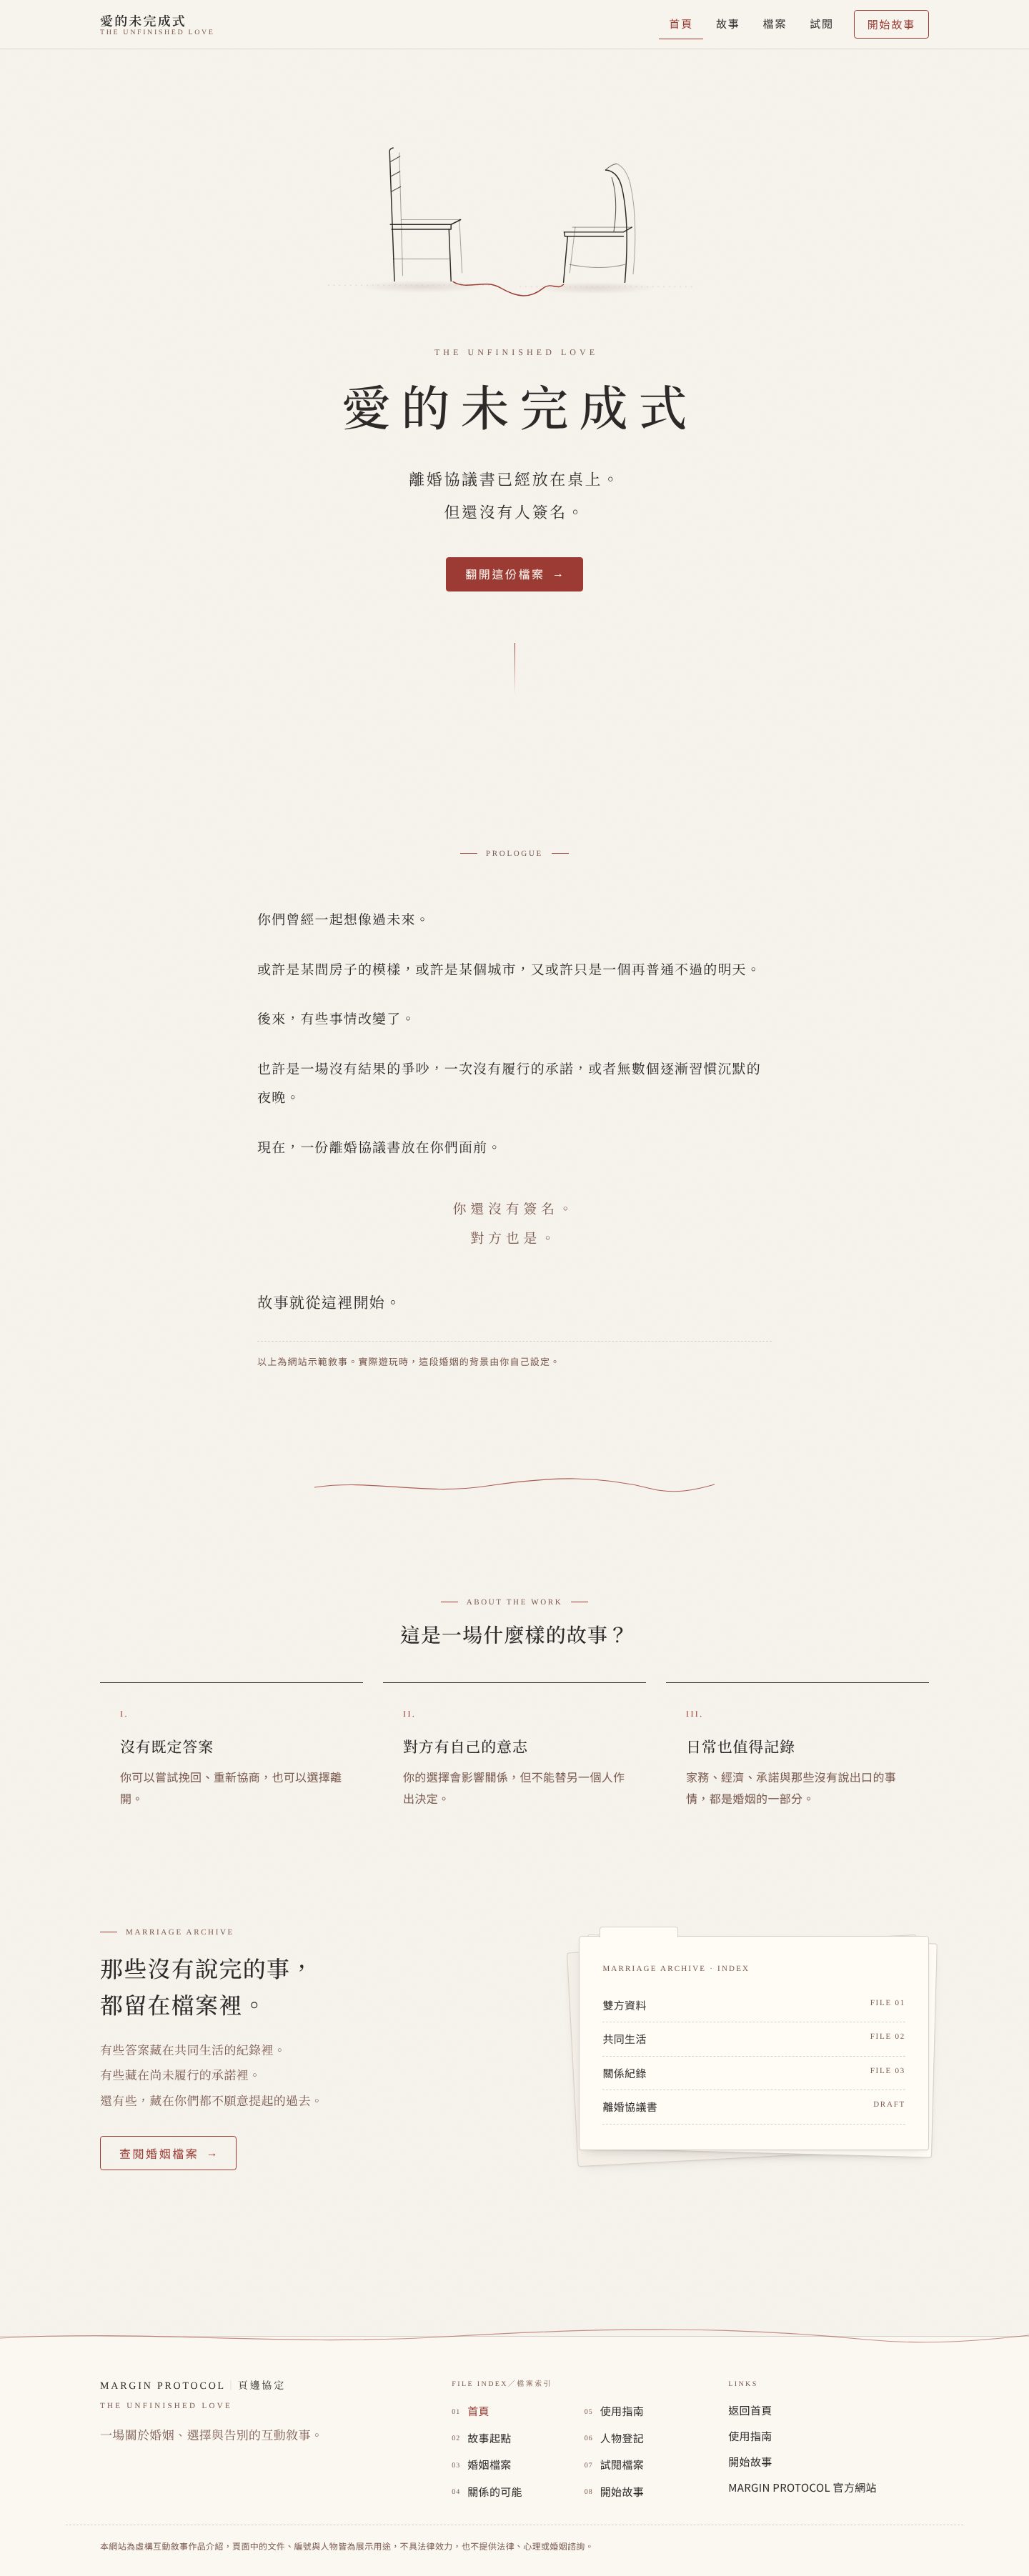 愛的未完成式
THE UNFINISHED LOVE
首頁 故事 檔案 試閱 開始故事
THE UNFINISHED LOVE
愛的未完成式
離婚協議書已經放在桌上。
但還沒有人簽名。
翻開這份檔案 →
PROLOGUE
你們曾經一起想像過未來。
或許是某間房子的模樣，或許是某個城市，又或許只是一個再普通不過的明天。
後來，有些事情改變了。
也許是一場沒有結果的爭吵，一次沒有履行的承諾，或者無數個逐漸習慣沉默的
夜晚。
現在，一份離婚協議書放在你們面前。
你還沒有簽名。
對方也是。
故事就從這裡開始。
以上為網站示範敘事。實際遊玩時，這段婚姻的背景由你自己設定。
ABOUT THE WORK
這是一場什麼樣的故事？
I.
沒有既定答案
你可以嘗試挽回、重新協商，也可以選擇離
開。
II.
對方有自己的意志
你的選擇會影響關係，但不能替另一個人作
出決定。
III.
日常也值得記錄
家務、經濟、承諾與那些沒有說出口的事
情，都是婚姻的一部分。
MARRIAGE ARCHIVE
那些沒有說完的事，
都留在檔案裡。
有些答案藏在共同生活的紀錄裡。
有些藏在尚未履行的承諾裡。
還有些，藏在你們都不願意提起的過去。
查閱婚姻檔案 →
MARRIAGE ARCHIVE · INDEX
雙方資料 FILE 01
共同生活 FILE 02
關係紀錄 FILE 03
離婚協議書 DRAFT
MARGIN PROTOCOL | 頁邊協定
THE UNFINISHED LOVE
一場關於婚姻、選擇與告別的互動敘事。
FILE INDEX／檔案索引
01 首頁
02 故事起點
03 婚姻檔案
04 關係的可能
05 使用指南
06 人物登記
07 試閱檔案
08 開始故事
LINKS
返回首頁
使用指南
開始故事
MARGIN PROTOCOL 官方網站
本網站為虛構互動敘事作品介紹，頁面中的文件、編號與人物皆為展示用途，不具法律效力，也不提供法律、心理或婚姻諮詢。